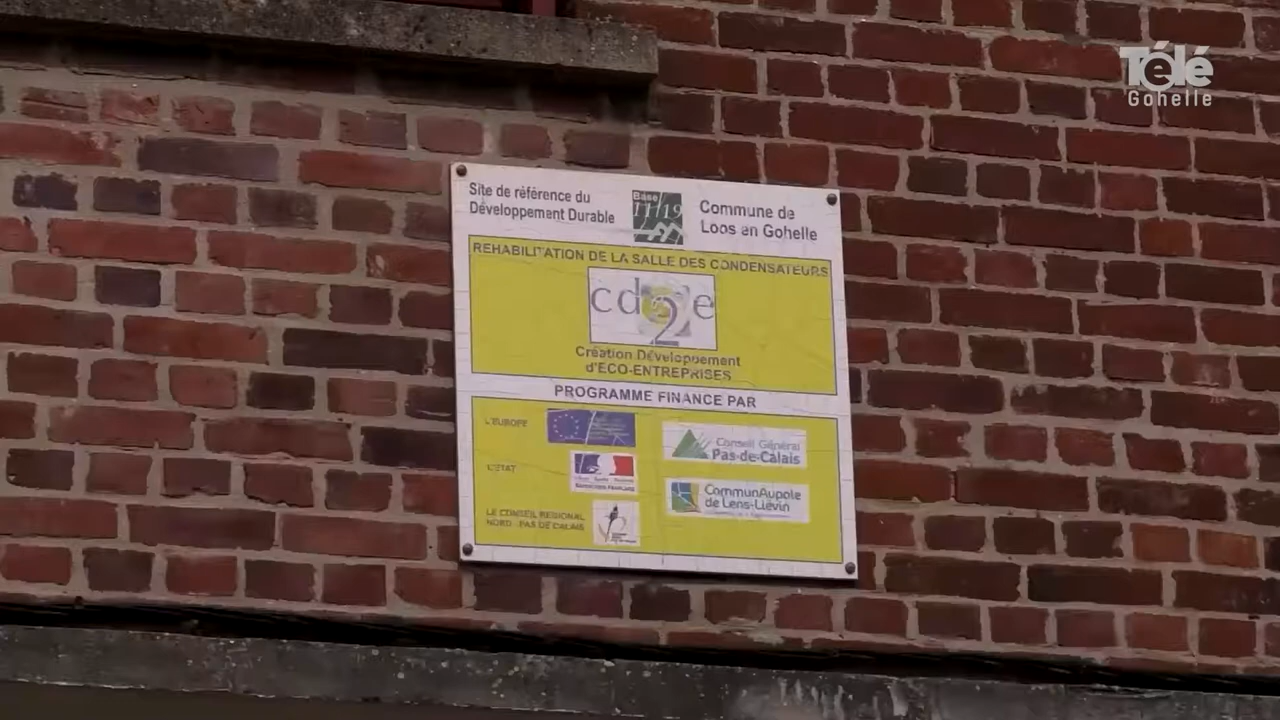 Télé
Gohelle
Site de référence du
Développement Durable
Base
11/19
Commune de
Loos en Gohelle
REHABILITATION DE LA SALLE DES CONDENSATEURS
cd2e
Création Développement
d'ECO-ENTREPRISES
PROGRAMME FINANCE PAR
L'EUROPE
Conseil Général
Pas-de-Calais
L'ETAT
CommunAupole
de Lens-Liévin
LE CONSEIL REGIONAL
NORD - PAS DE CALAIS